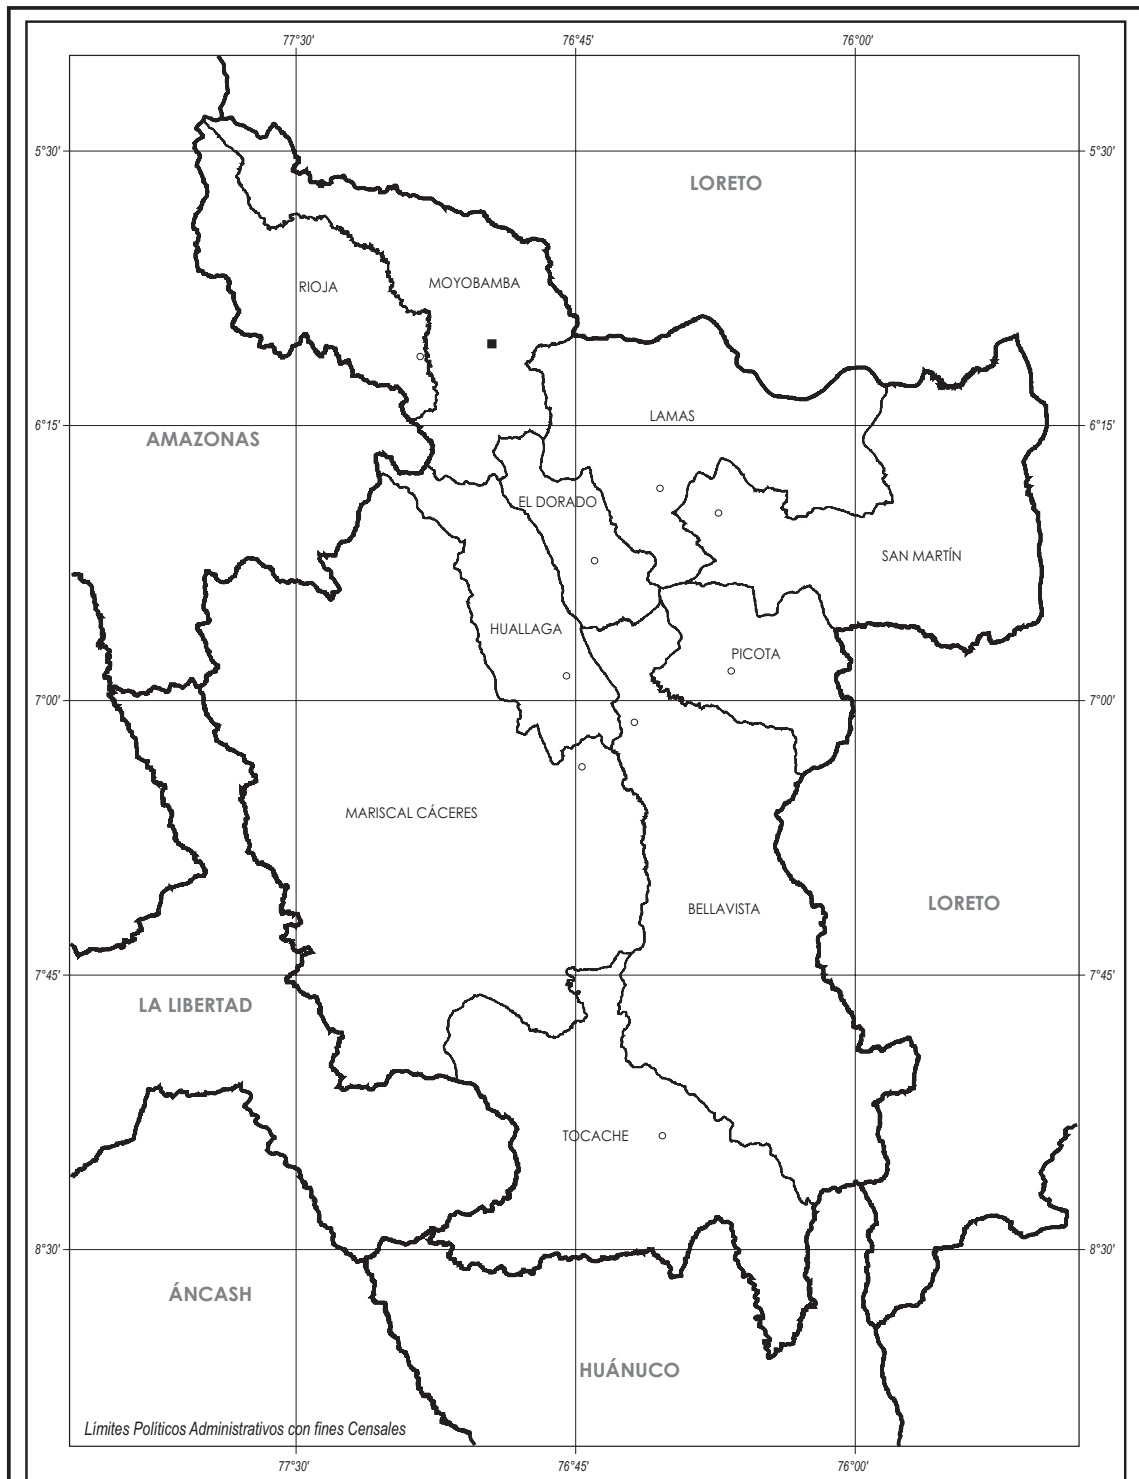 77°30' 76°45' 76°00'
5°30' 5°30'
LORETO
RIOJA MOYOBAMBA
LAMAS
6°15' 6°15'
AMAZONAS
EL DORADO
SAN MARTÍN
HUALLAGA
PICOTA
7°00' 7°00'
MARISCAL CÁCERES
BELLAVISTA
LORETO
7°45' 7°45'
LA LIBERTAD
TOCACHE
8°30' 8°30'
ÁNCASH
HUÁNUCO
Límites Políticos Administrativos con fines Censales
77°30' 76°45' 76°00'